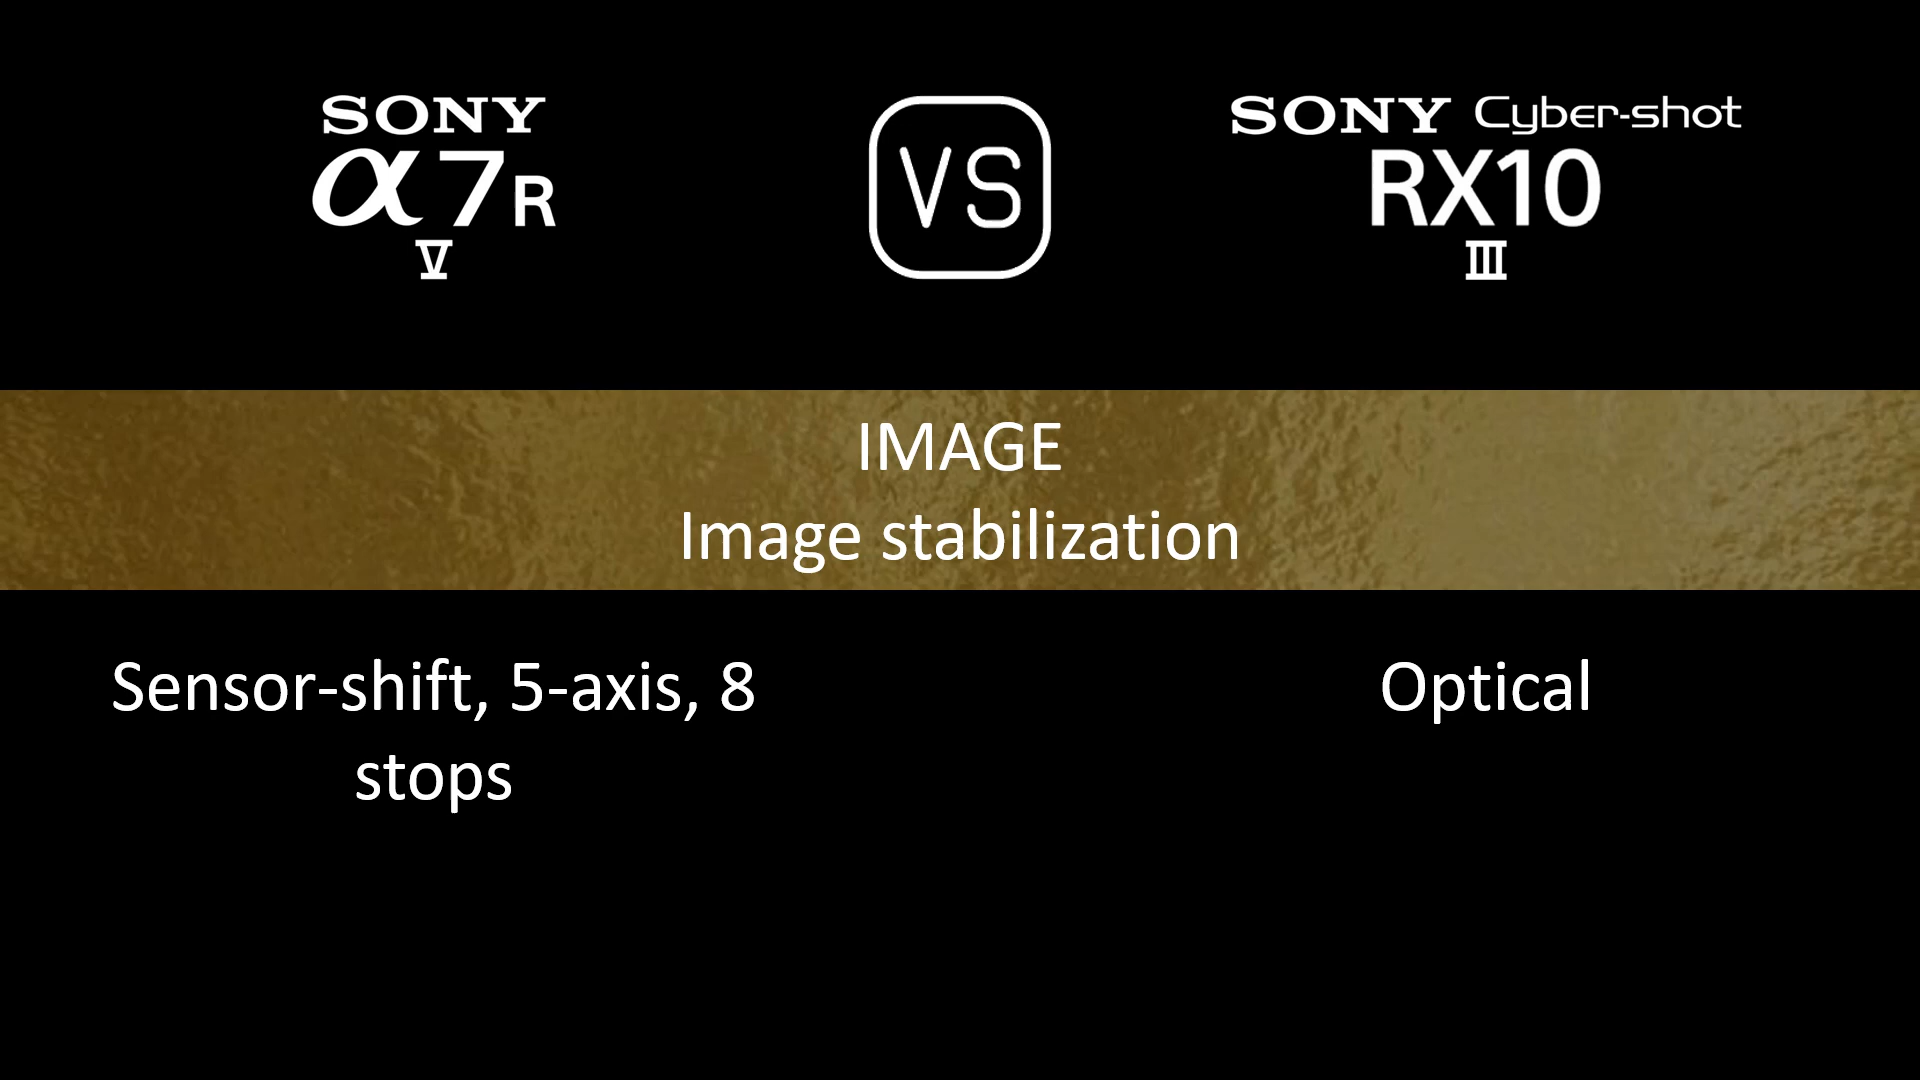 SONY
α7R
V
VS
SONY Cyber-shot
RX10
III
IMAGE
Image stabilization
Sensor-shift, 5-axis, 8
stops
Optical